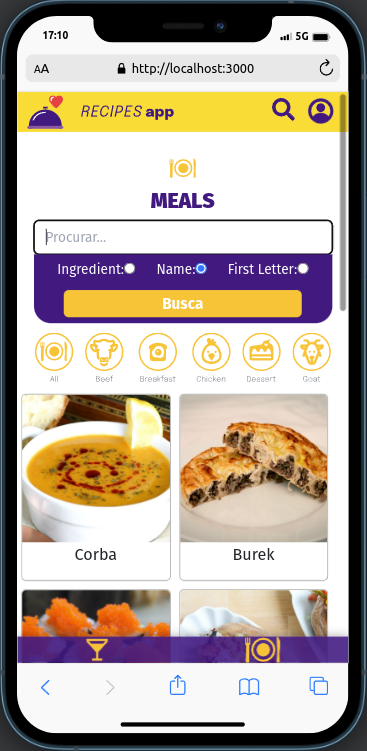 17:10
5G
AA
http://localhost:3000
RECIPES app
MEALS
Procurar...
Ingredient: Name: First Letter:
Busca
All Beef Breakfast Chicken Dessert Goat
Corba Burek